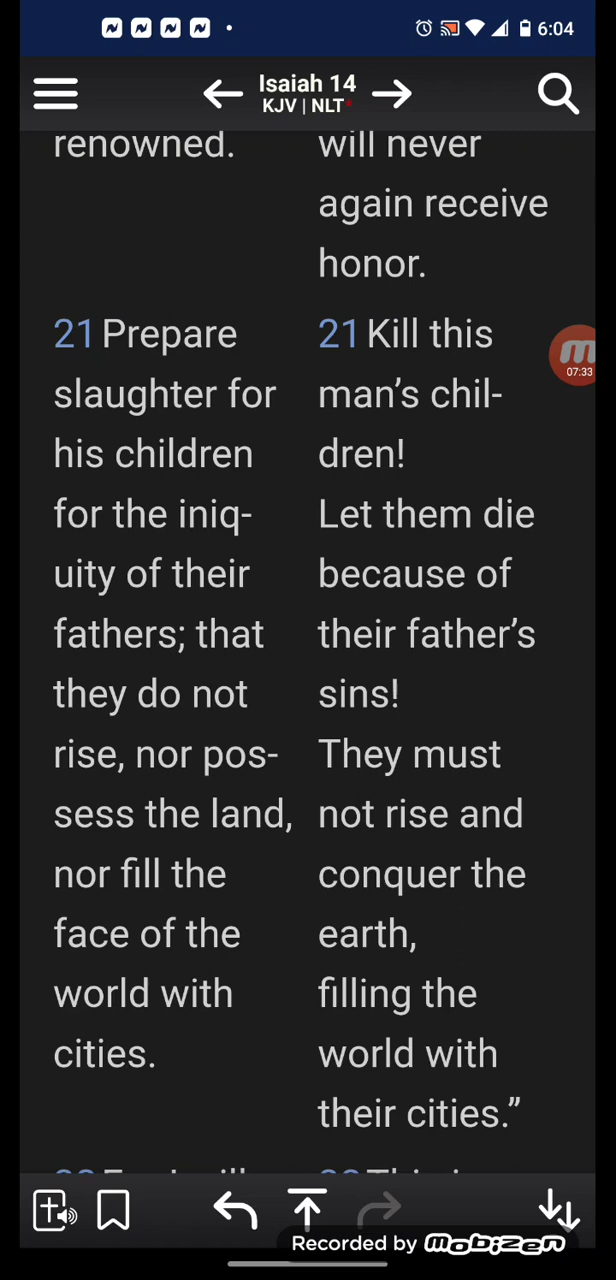 6:04
Isaiah 14
KJV | NLT*
renowned.
21 Prepare
slaughter for
his children
for the iniq-
uity of their
fathers; that
they do not
rise, nor pos-
sess the land,
nor fill the
face of the
world with
cities.
will never
again receive
honor.
21 Kill this
man’s chil-
dren!
Let them die
because of
their father’s
sins!
They must
not rise and
conquer the
earth,
filling the
world with
their cities.”
07:33
Recorded by mobizen